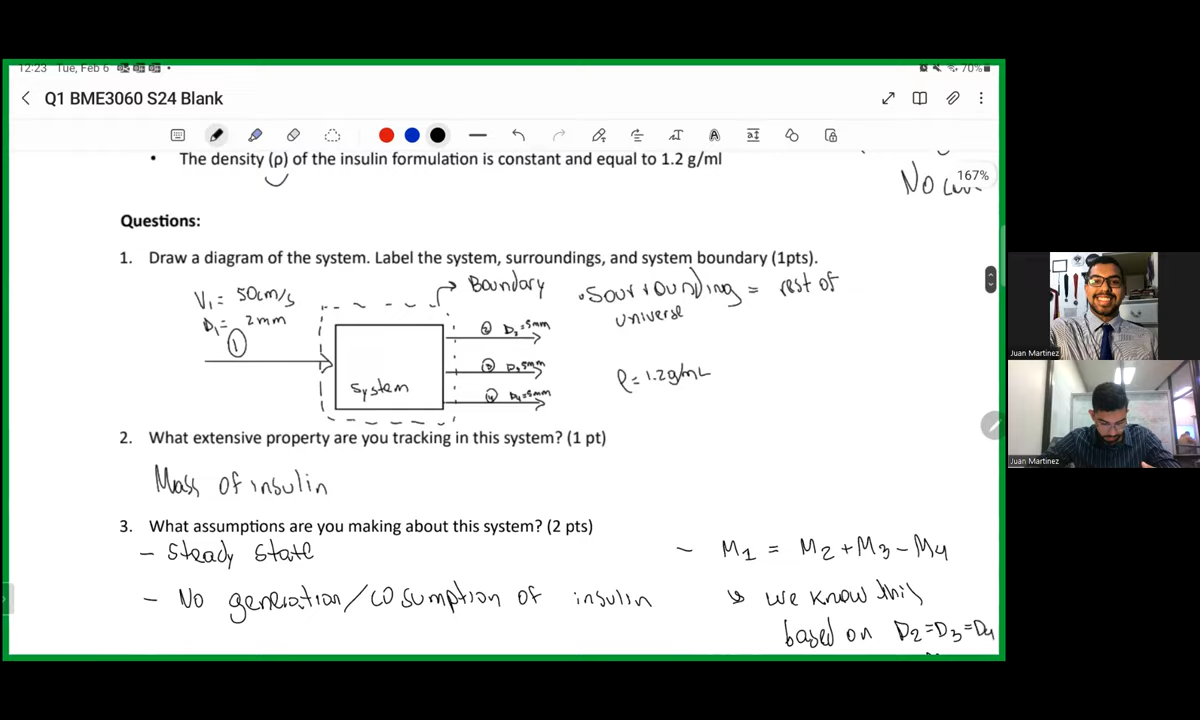 12:23 Tue, Feb 6
70%
Q1 BME3060 S24 Blank
• The density (ρ) of the insulin formulation is constant and equal to 1.2 g/ml
No
167%
Questions:
1. Draw a diagram of the system. Label the system, surroundings, and system boundary (1pts).
V1 = 50cm/s
D1 = 2mm
1
Boundary
• Sourrounding = rest of
universe
2 D2=5mm
D3=5mm
4 D4=5mm
System
ρ = 1.2g/mL
2. What extensive property are you tracking in this system? (1 pt)
Mass of insulin
3. What assumptions are you making about this system? (2 pts)
– Steady state
– No generation/cosumption of insulin
– M1 = M2 + M3 – M4
↳ we know this
based on D2=D3=D4
Juan Martinez
Juan Martinez